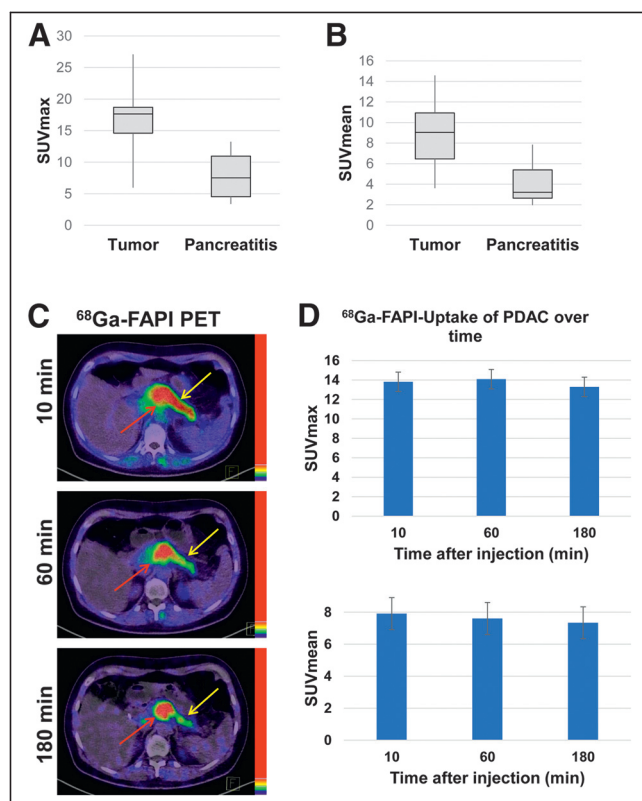 A
30
25
20
15
10
5
0
SUVmax
Tumor Pancreatitis
B
16
14
12
10
8
6
4
2
0
SUVmean
Tumor Pancreatitis
C
⁶⁸Ga-FAPI PET
10 min
60 min
180 min
F
F
F
D
⁶⁸Ga-FAPI-Uptake of PDAC over
time
16
14
12
10
8
6
4
2
0
SUVmax
10 60 180
Time after injection (min)
8
6
4
2
0
SUVmean
10 60 180
Time after injection (min)